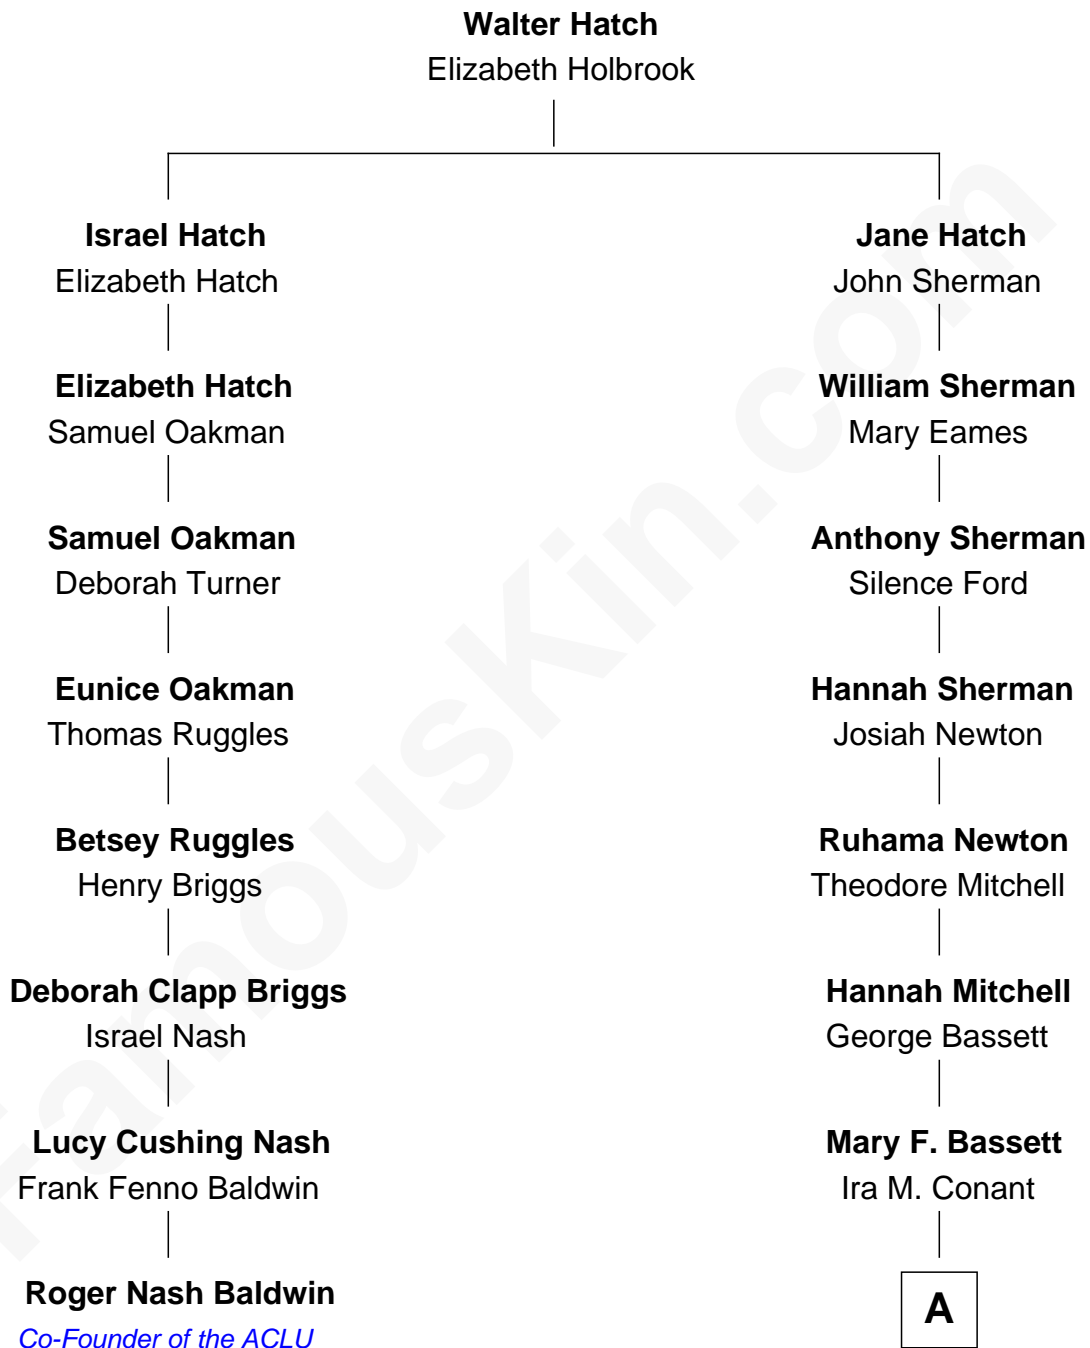 Walter Hatch
Elizabeth Holbrook
Israel Hatch
Elizabeth Hatch
Jane Hatch
John Sherman
Elizabeth Hatch
Samuel Oakman
William Sherman
Mary Eames
Samuel Oakman
Deborah Turner
Anthony Sherman
Silence Ford
Eunice Oakman
Thomas Ruggles
Hannah Sherman
Josiah Newton
Betsey Ruggles
Henry Briggs
Ruhama Newton
Theodore Mitchell
Deborah Clapp Briggs
Israel Nash
Hannah Mitchell
George Bassett
Lucy Cushing Nash
Frank Fenno Baldwin
Mary F. Bassett
Ira M. Conant
Roger Nash Baldwin
Co-Founder of the ACLU
A
FamousKin.com